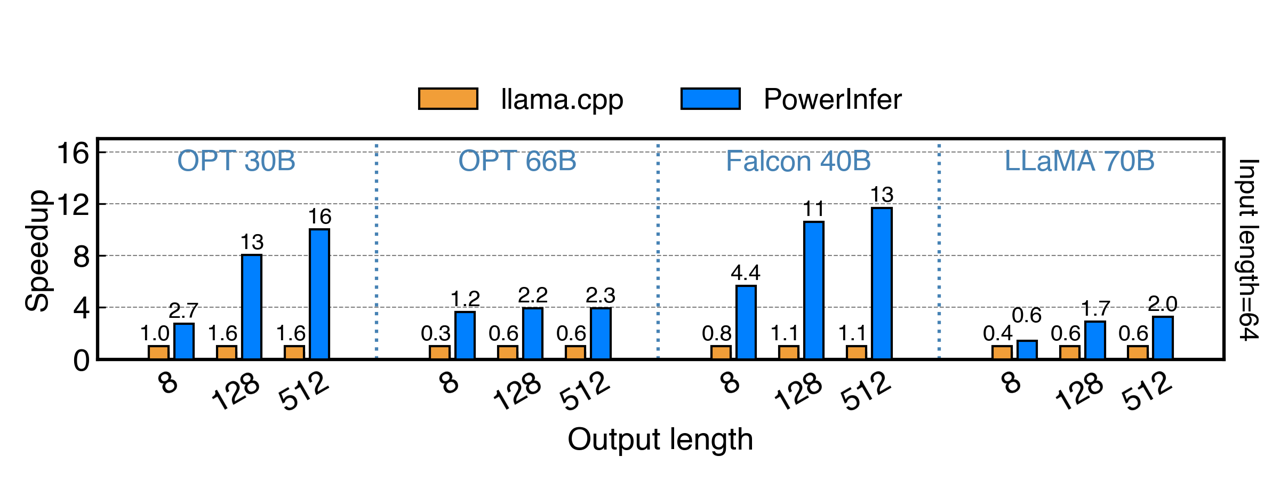 llama.cpp PowerInfer
OPT 30B OPT 66B Falcon 40B LLaMA 70B
Speedup
16
12
8
4
0
1.0 2.7 1.6 13 1.6 16
0.3 1.2 0.6 2.2 0.6 2.3
0.8 4.4 1.1 11 1.1 13
0.4 0.6 0.6 1.7 0.6 2.0
8 128 512 8 128 512 8 128 512 8 128 512
Output length
Input length=64